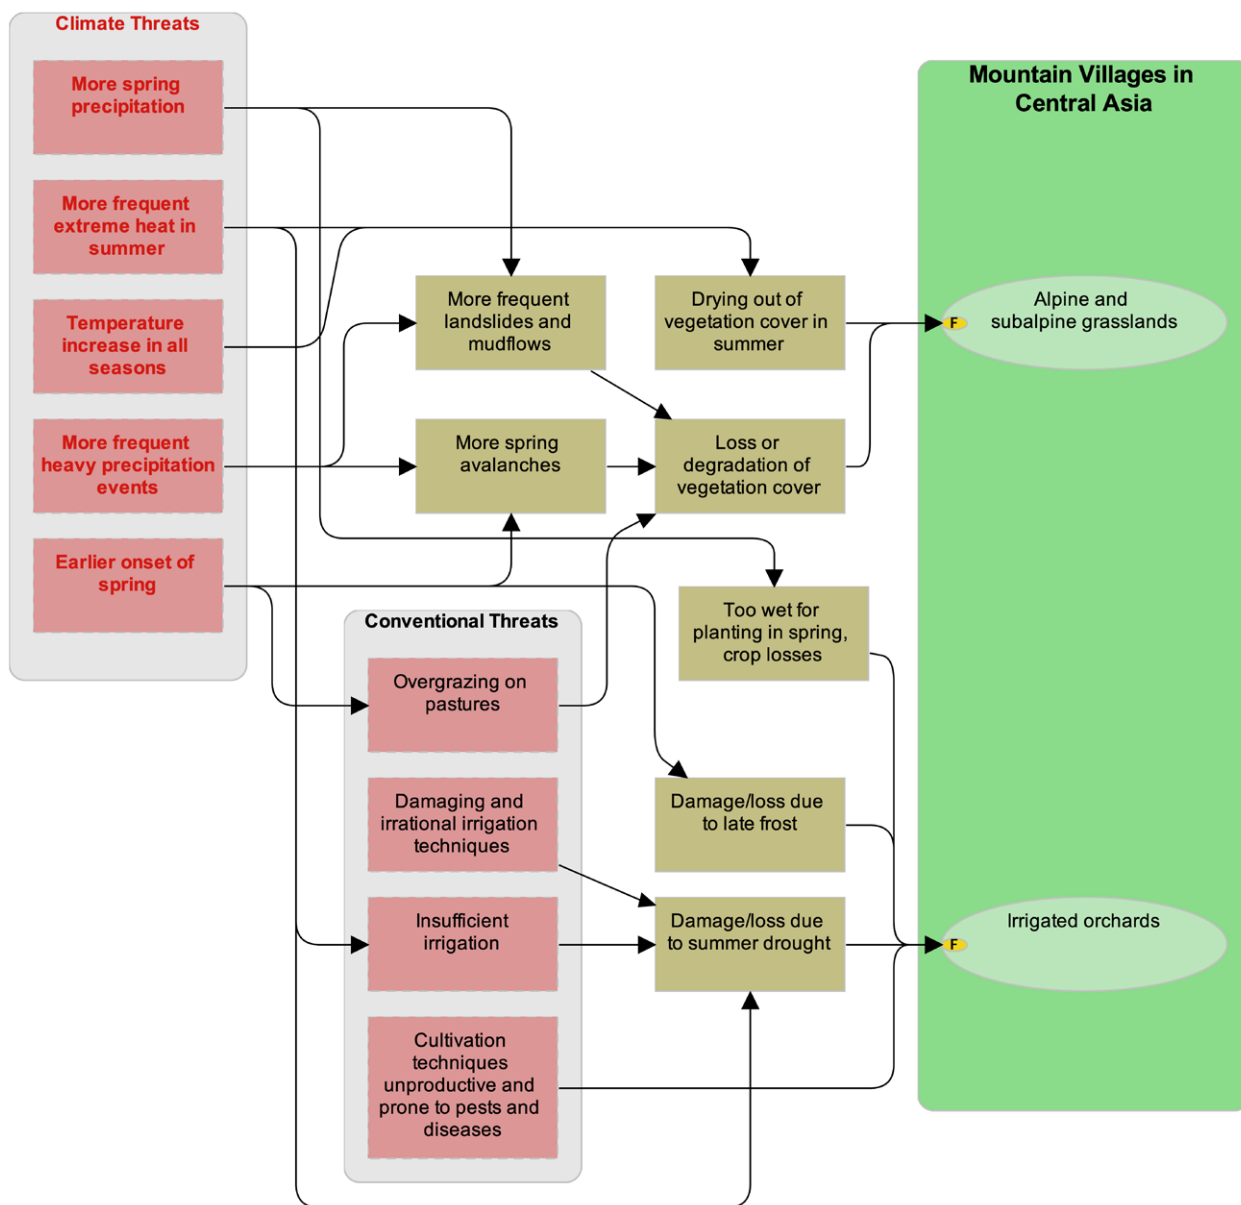 Climate Threats
More spring
precipitation
More frequent
extreme heat in
summer
Temperature
increase in all
seasons
More frequent
heavy precipitation
events
Earlier onset of
spring
Conventional Threats
Overgrazing on
pastures
Damaging and
irrational irrigation
techniques
Insufficient
irrigation
Cultivation
techniques
unproductive and
prone to pests and
diseases
More frequent
landslides and
mudflows
More spring
avalanches
Drying out of
vegetation cover in
summer
Loss or
degradation of
vegetation cover
Too wet for
planting in spring,
crop losses
Damage/loss due
to late frost
Damage/loss due
to summer drought
Mountain Villages in
Central Asia
Alpine and
subalpine grasslands
F
Irrigated orchards
F